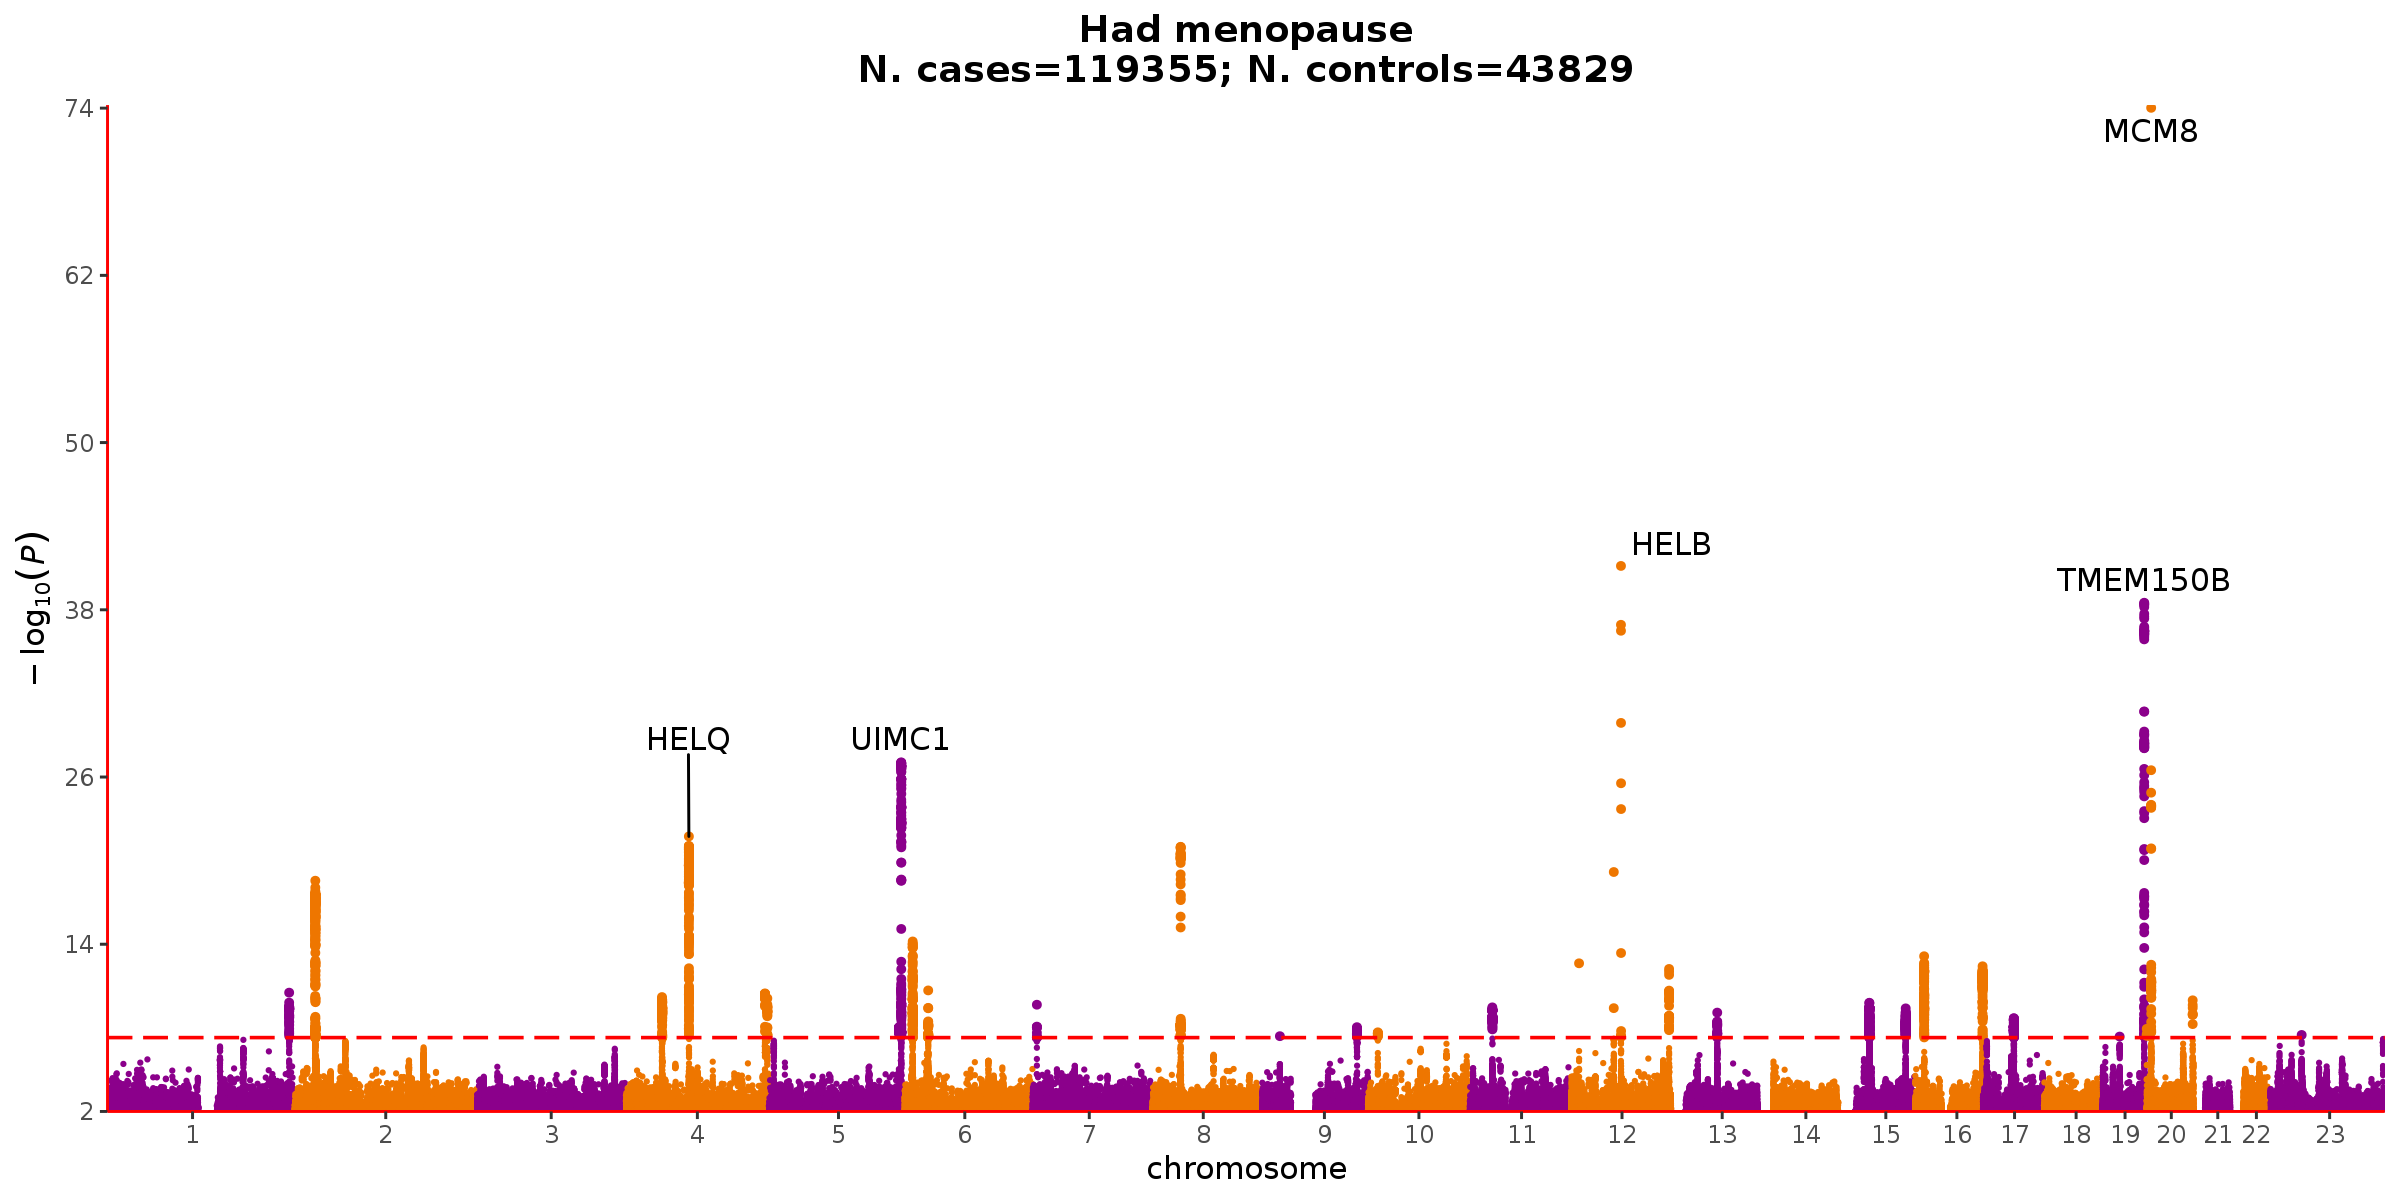 Had menopause
N. cases=119355; N. controls=43829
74
MCM8
62
50
HELB
TMEM150B
38
HELQ
UIMC1
26
14
2
−log10(P)
1 2 3 4 5 6 7 8 9 10 11 12 13 14 15 16 17 18 19 20 21 22 23
chromosome